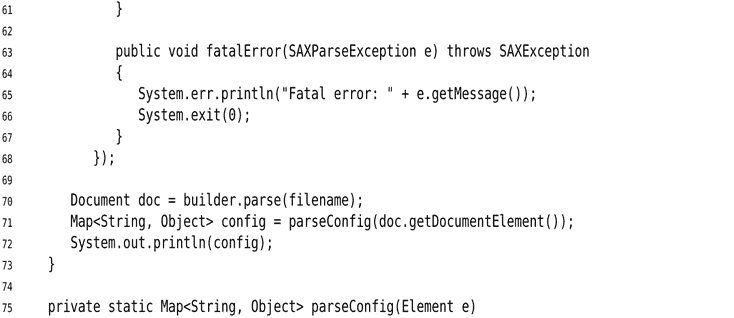 61 }
62
63 public void fatalError(SAXParseException e) throws SAXException
64 {
65 System.err.println("Fatal error: " + e.getMessage());
66 System.exit(0);
67 }
68 });
69
70 Document doc = builder.parse(filename);
71 Map<String, Object> config = parseConfig(doc.getDocumentElement());
72 System.out.println(config);
73 }
74
75 private static Map<String, Object> parseConfig(Element e)